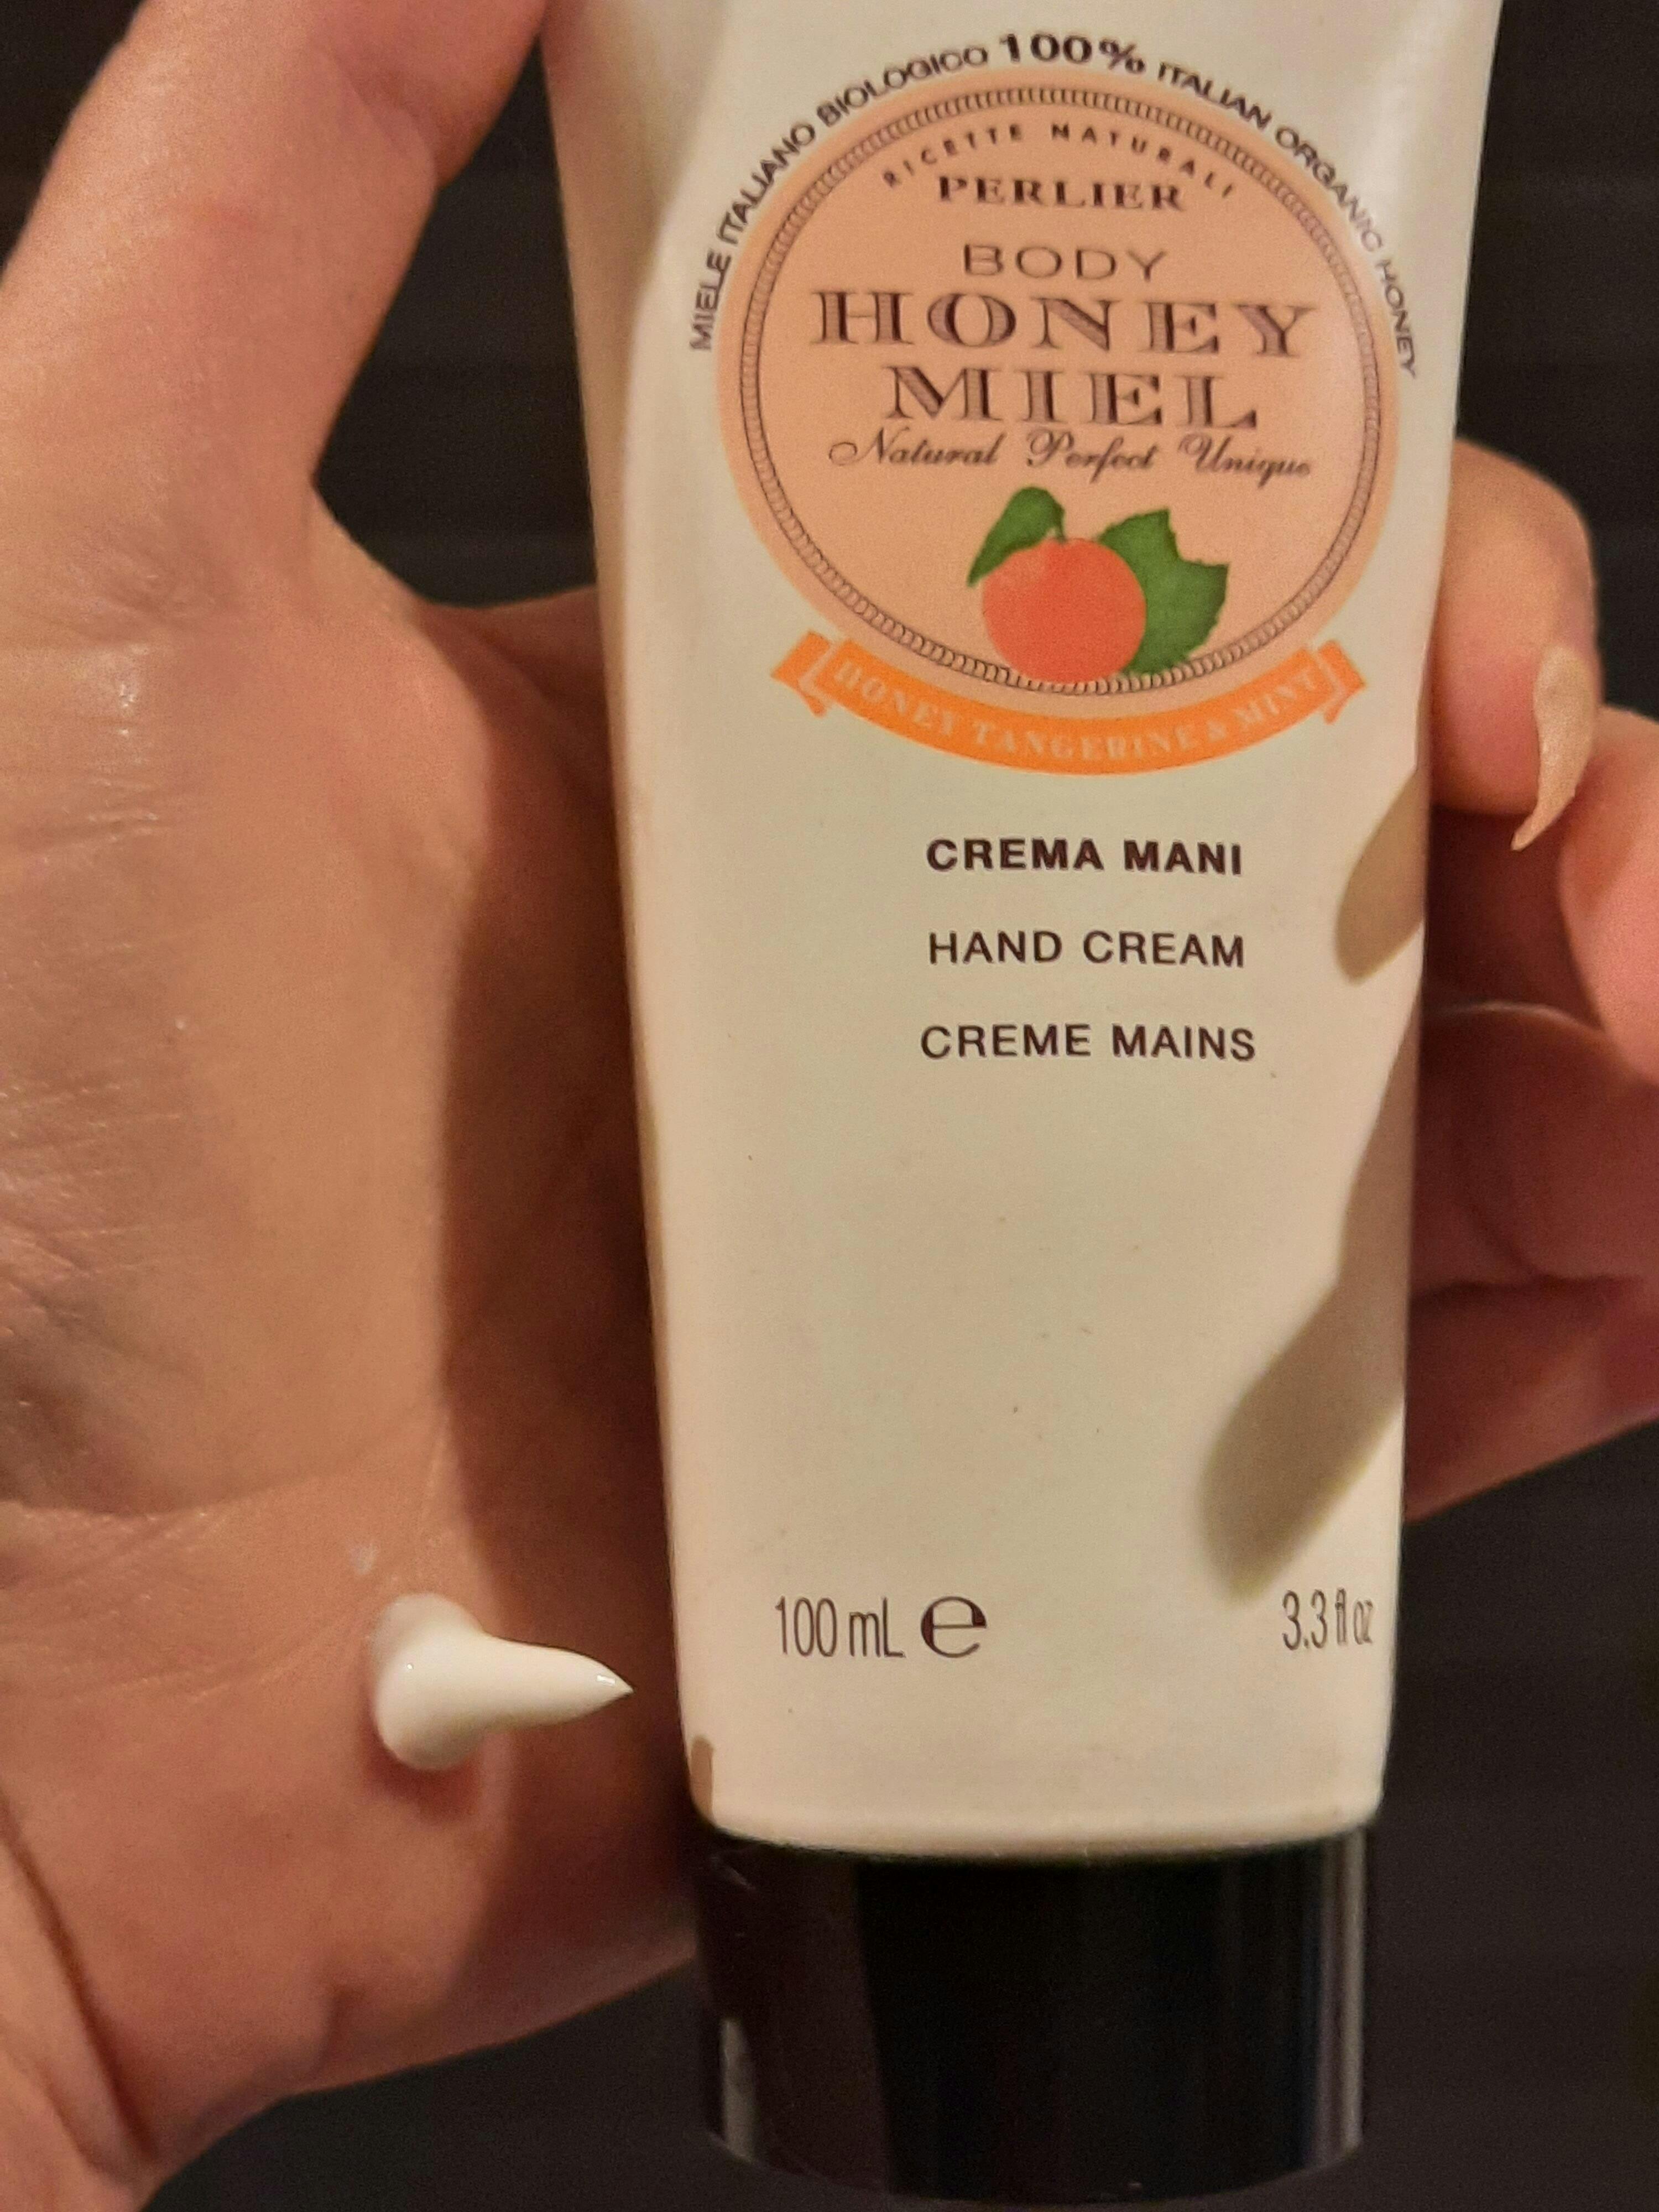 MIELE ITALIANO BIOLOGICO 100% ITALIAN ORGANIC HONEY
RICETTE NATURALI
PERLIER
BODY
HONEY
MIEL
Natural Perfect Unique
HONEY TANGERINE & MINT
CREMA MANI
HAND CREAM
CREME MAINS
100 mL e 3.3 fl oz